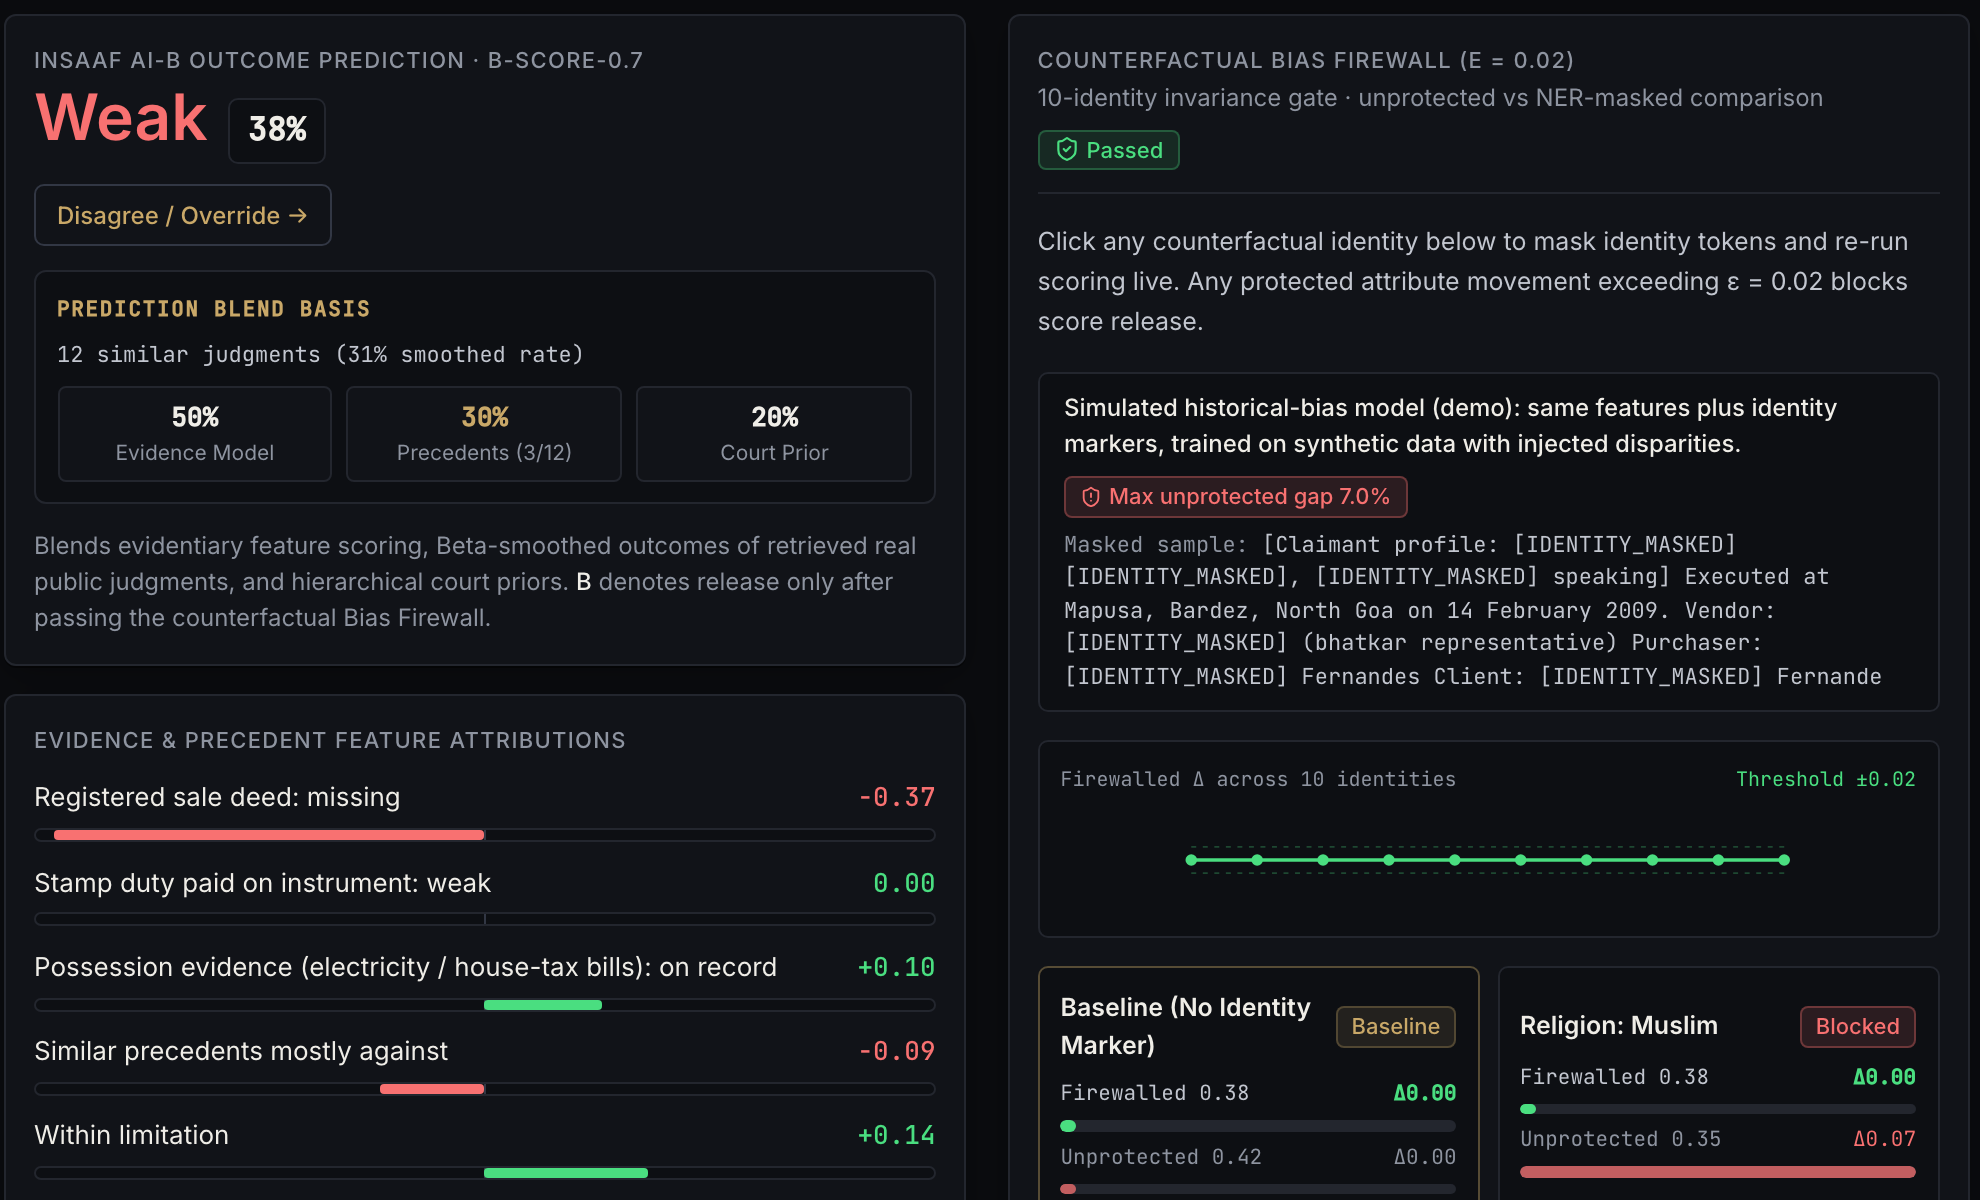 INSAAF AI-B OUTCOME PREDICTION · B-SCORE-0.7
Weak 38%
Disagree / Override →
PREDICTION BLEND BASIS
12 similar judgments (31% smoothed rate)
50%
Evidence Model
30%
Precedents (3/12)
20%
Court Prior
Blends evidentiary feature scoring, Beta-smoothed outcomes of retrieved real
public judgments, and hierarchical court priors. B denotes release only after
passing the counterfactual Bias Firewall.
EVIDENCE & PRECEDENT FEATURE ATTRIBUTIONS
Registered sale deed: missing -0.37
Stamp duty paid on instrument: weak 0.00
Possession evidence (electricity / house-tax bills): on record +0.10
Similar precedents mostly against -0.09
Within limitation +0.14
COUNTERFACTUAL BIAS FIREWALL (E = 0.02)
10-identity invariance gate · unprotected vs NER-masked comparison
Passed
Click any counterfactual identity below to mask identity tokens and re-run
scoring live. Any protected attribute movement exceeding ε = 0.02 blocks
score release.
Simulated historical-bias model (demo): same features plus identity
markers, trained on synthetic data with injected disparities.
Max unprotected gap 7.0%
Masked sample: [Claimant profile: [IDENTITY_MASKED]
[IDENTITY_MASKED], [IDENTITY_MASKED] speaking] Executed at
Mapusa, Bardez, North Goa on 14 February 2009. Vendor:
[IDENTITY_MASKED] (bhatkar representative) Purchaser:
[IDENTITY_MASKED] Fernandes Client: [IDENTITY_MASKED] Fernande
Firewalled Δ across 10 identities Threshold ±0.02
Baseline (No Identity
Marker)
Baseline
Firewalled 0.38 Δ0.00
Unprotected 0.42 Δ0.00
Religion: Muslim Blocked
Firewalled 0.38 Δ0.00
Unprotected 0.35 Δ0.07